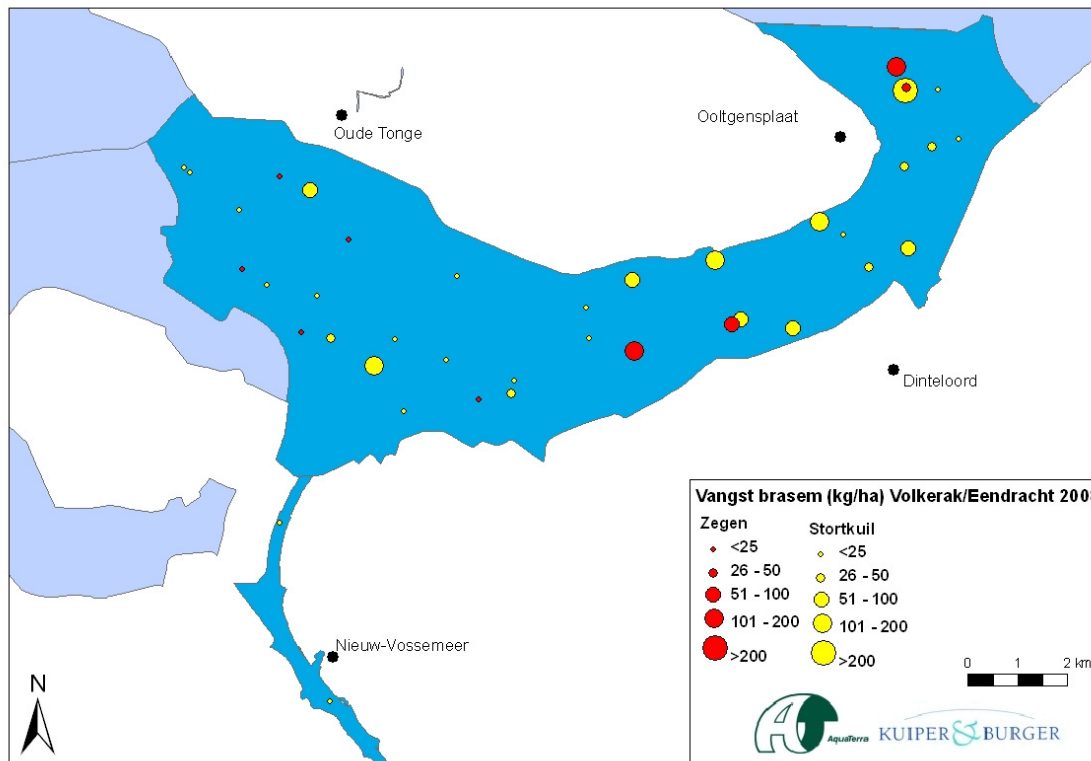 Oude Tonge
Ooltgensplaat
Dinteloord
Nieuw-Vossemeer
N
Vangst brasem (kg/ha) Volkerak/Eendracht
Zegen
<25
26 - 50
51 - 100
101 - 200
>200
Stortkuil
<25
26 - 50
51 - 100
101 - 200
>200
0 1 2 km
AquaTerra
KUIPER & BURGER